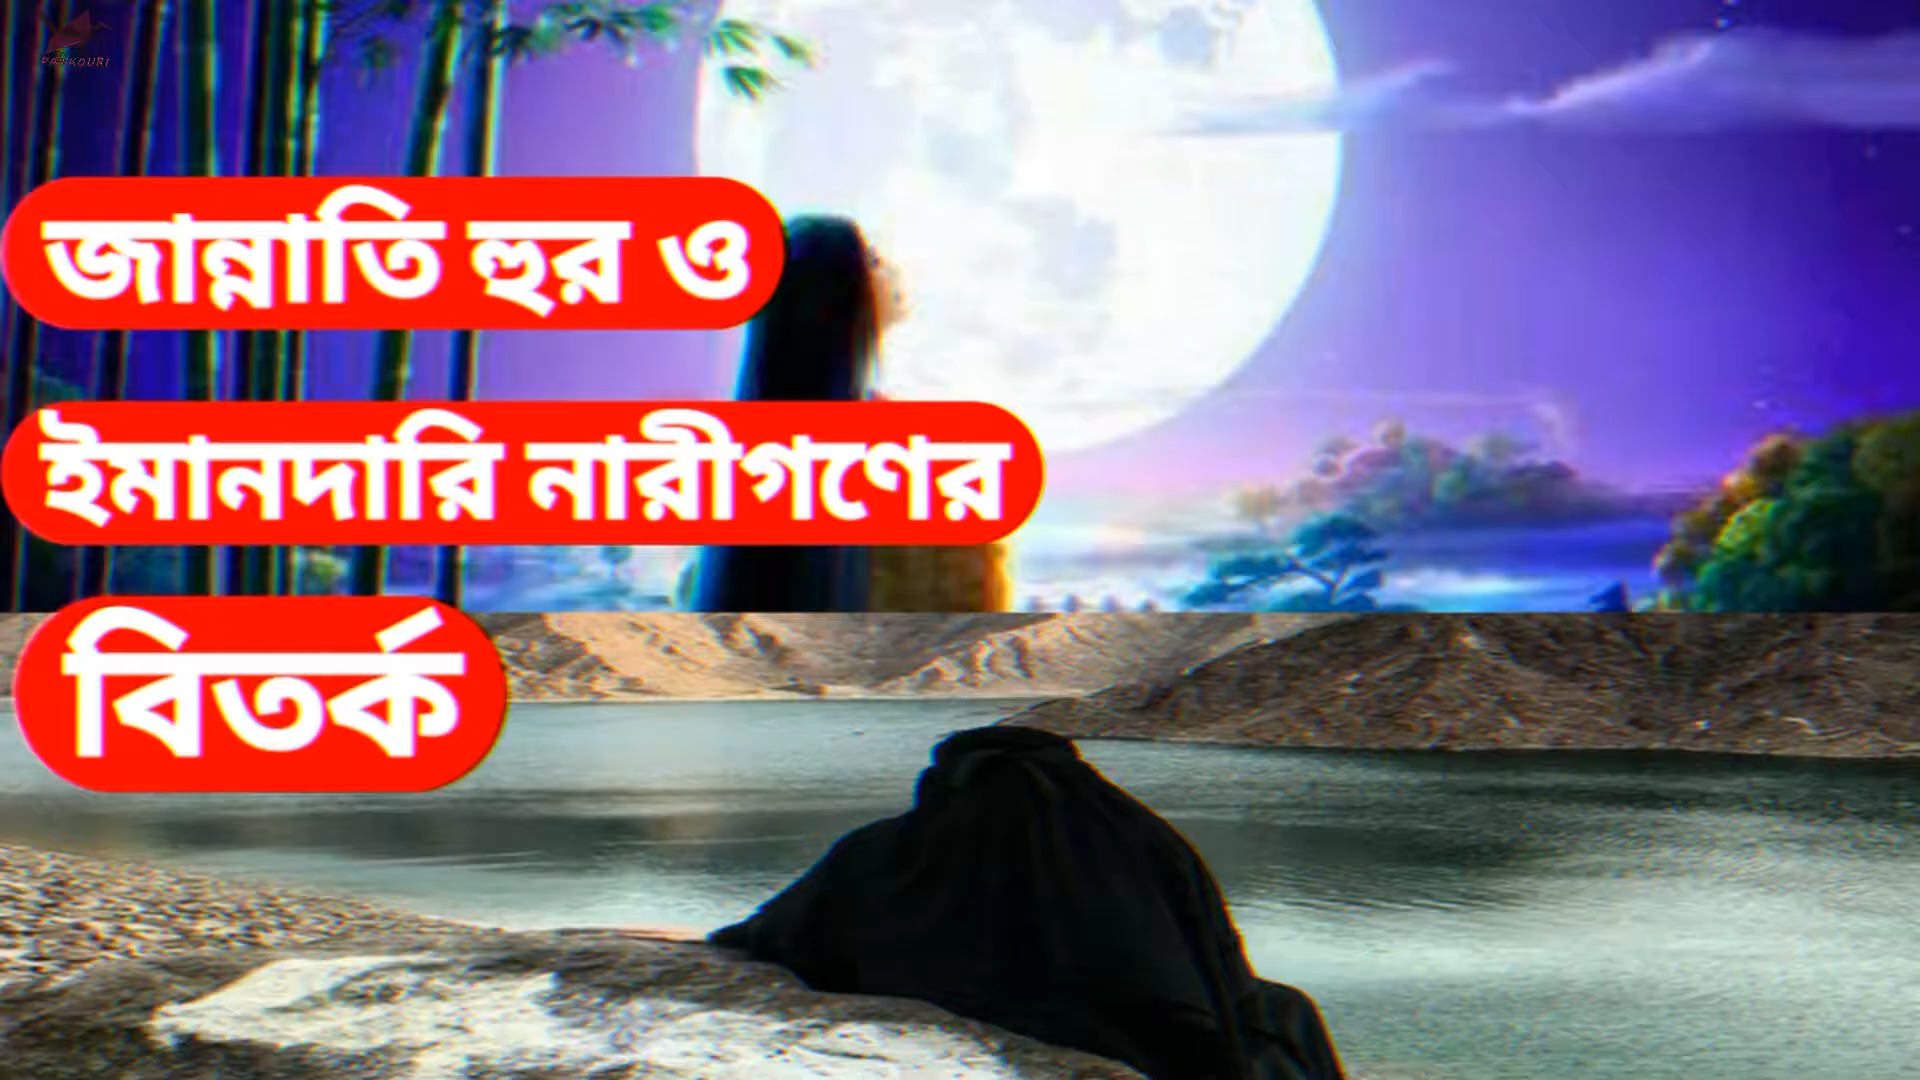 জান্নাতি হুর ও
ইমানদারি নারীগণের
বিতর্ক